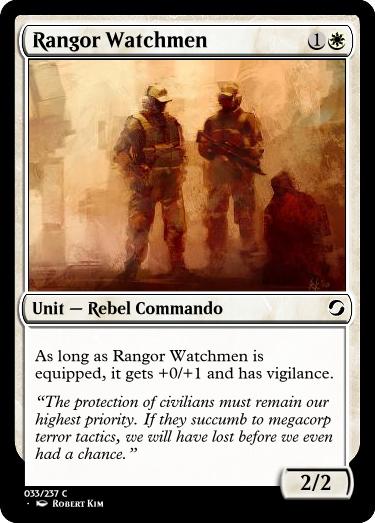 Rangor Watchmen 1
Unit — Rebel Commando
As long as Rangor Watchmen is
equipped, it gets +0/+1 and has vigilance.
“The protection of civilians must remain our
highest priority. If they succumb to megacorp
terror tactics, we will have lost before we even
had a chance.”
2/2
033/237 C
· Robert Kim